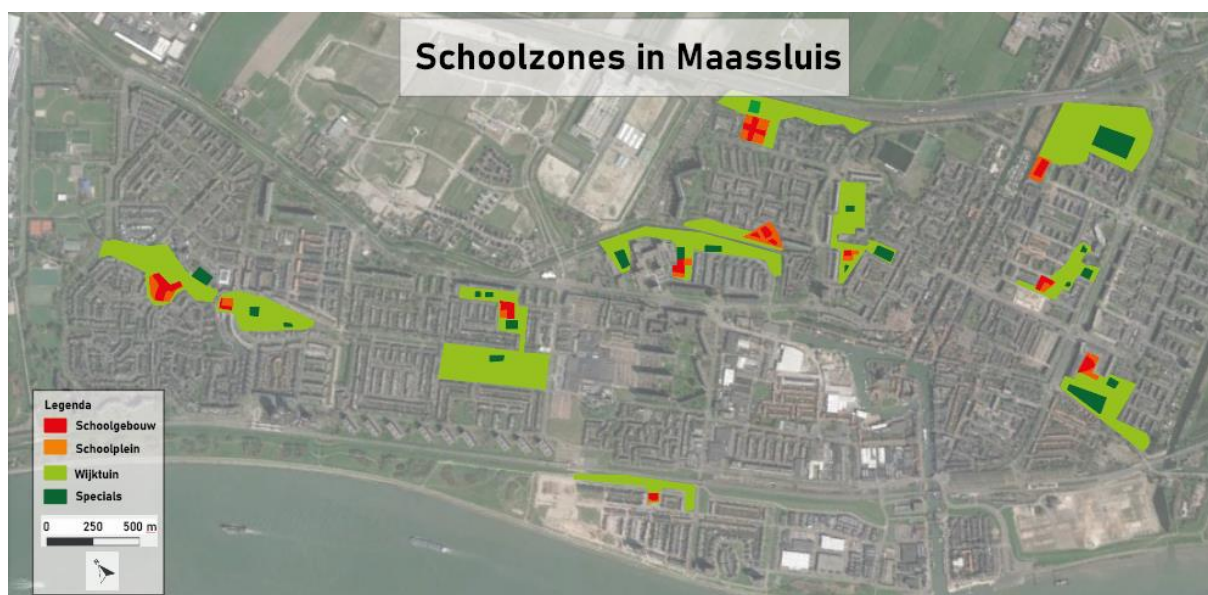 Schoolzones in Maassluis
Legenda
Schoolgebouw
Schoolplein
Wijktuin
Specials
0 250 500 m